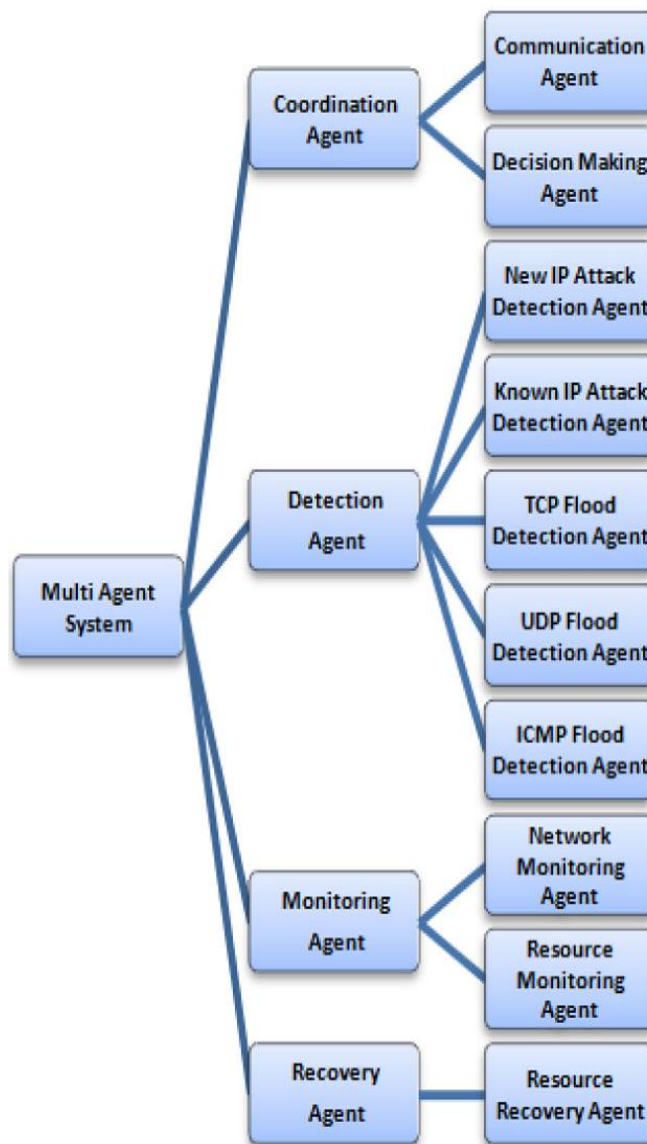 Communication
Agent
Coordination
Agent
Decision Making
Agent
New IP Attack
Detection Agent
Known IP Attack
Detection Agent
Detection
Agent
TCP Flood
Detection Agent
Multi Agent
System
UDP Flood
Detection Agent
ICMP Flood
Detection Agent
Network
Monitoring
Agent
Monitoring
Agent
Resource
Monitoring
Agent
Recovery
Agent
Resource
Recovery Agent